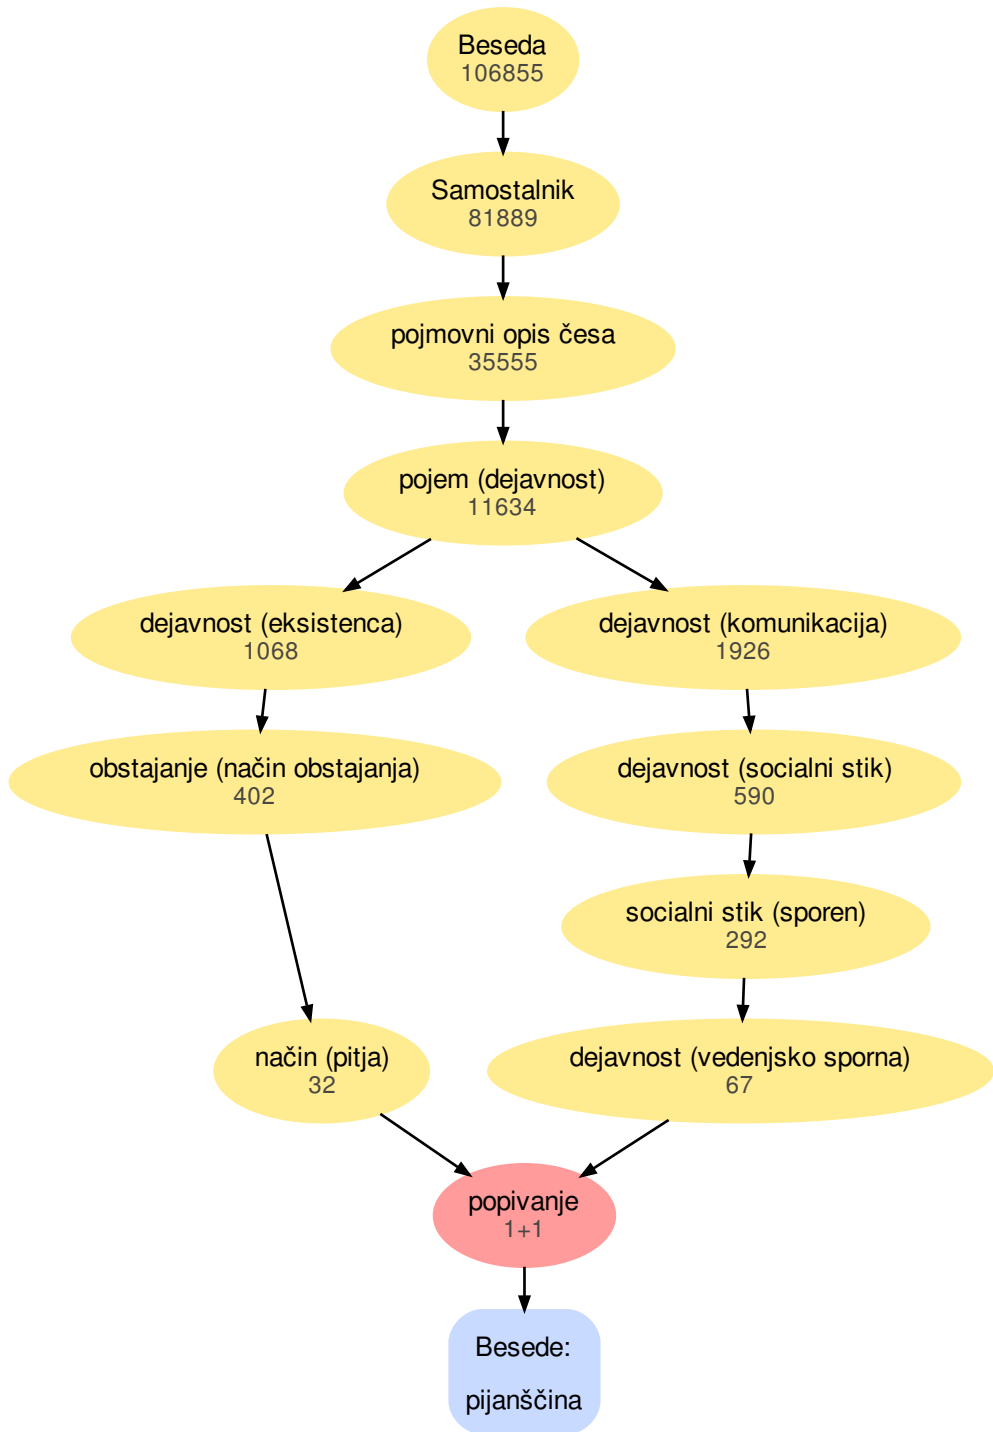 Beseda
106855
Samostalnik
81889
pojmovni opis česa
35555
pojem (dejavnost)
11634
dejavnost (eksistenca)
1068
dejavnost (komunikacija)
1926
obstajanje (način obstajanja)
402
dejavnost (socialni stik)
590
socialni stik (sporen)
292
način (pitja)
32
dejavnost (vedenjsko sporna)
67
popivanje
1+1
Besede:
pijanščina